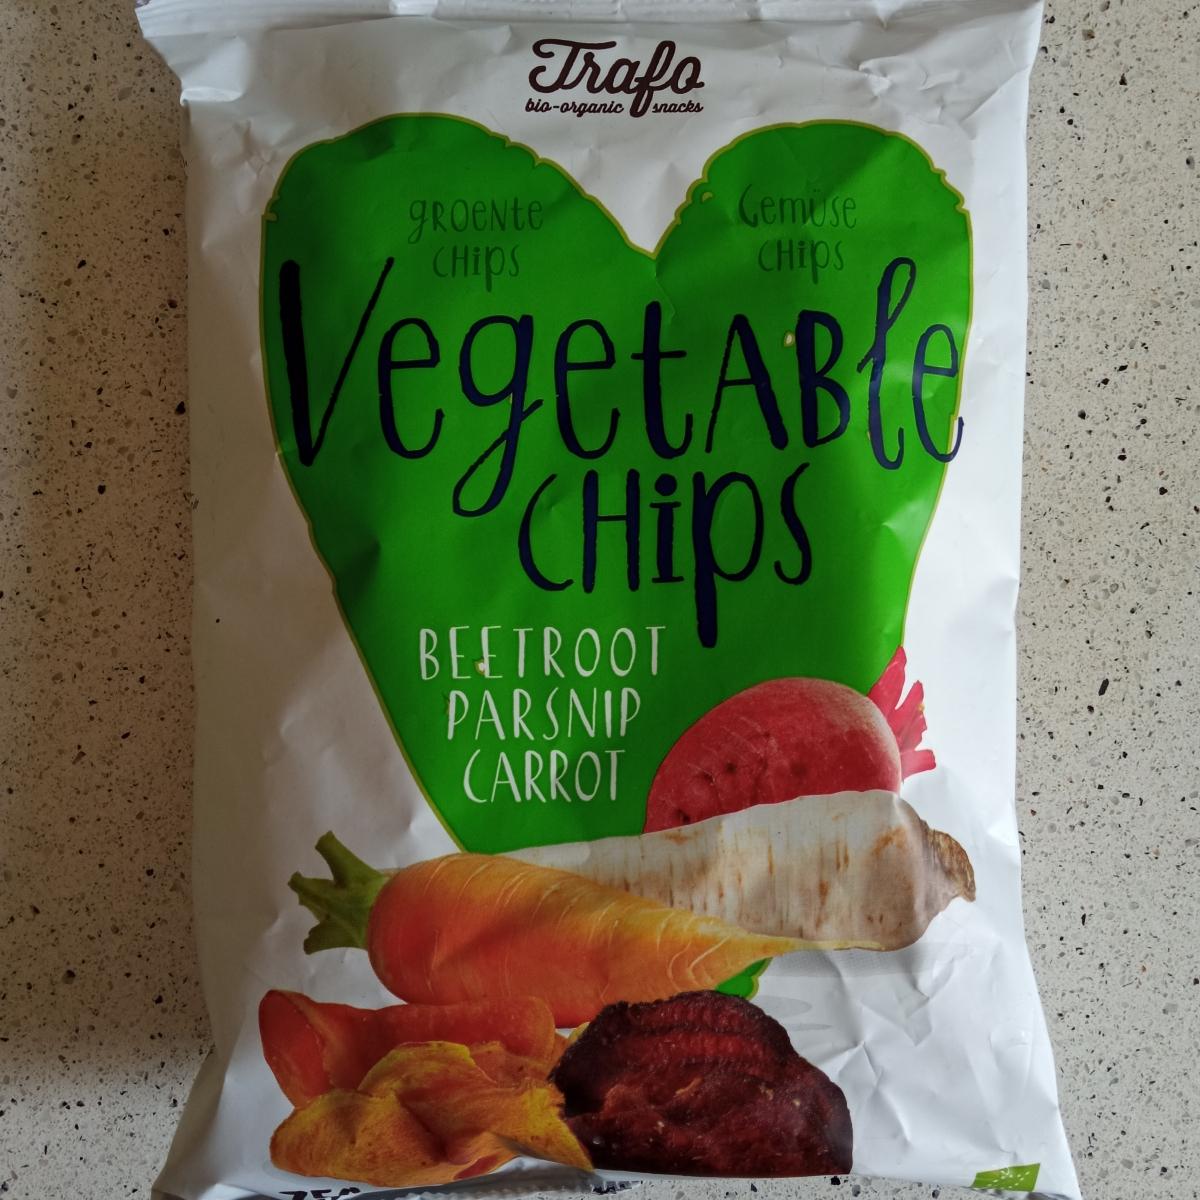 Trafo
bio-organic snacks
groente
chips
Gemüse
chips
Vegetable
chips
BEETROOT
PARSNIP
CARROT